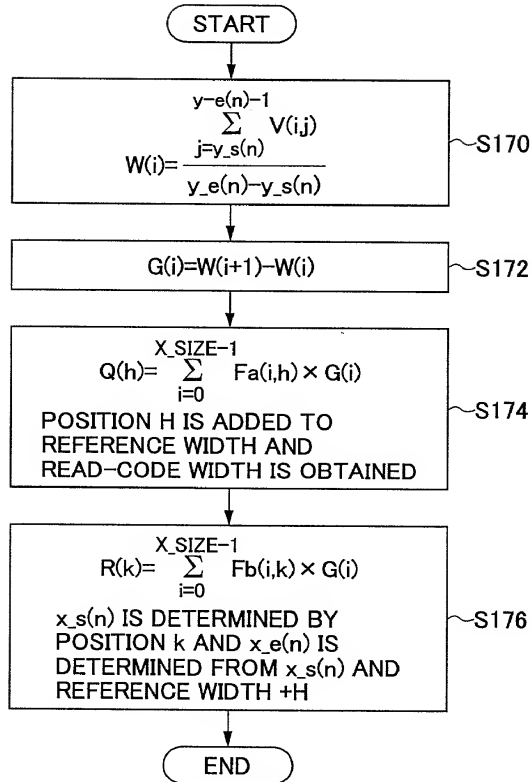 START
y-e(n)-1
Σ V(i,j)
j=y_s(n)
W(i)=
y_e(n)-y_s(n)
S170
G(i)=W(i+1)-W(i)
S172
X_SIZE-1
Q(h)= Σ Fa(i,h) × G(i)
i=0
POSITION H IS ADDED TO
REFERENCE WIDTH AND
READ-CODE WIDTH IS OBTAINED
S174
X_SIZE-1
R(k)= Σ Fb(i,k) × G(i)
i=0
x_s(n) IS DETERMINED BY
POSITION k AND x_e(n) IS
DETERMINED FROM x_s(n) AND
REFERENCE WIDTH +H
S176
END